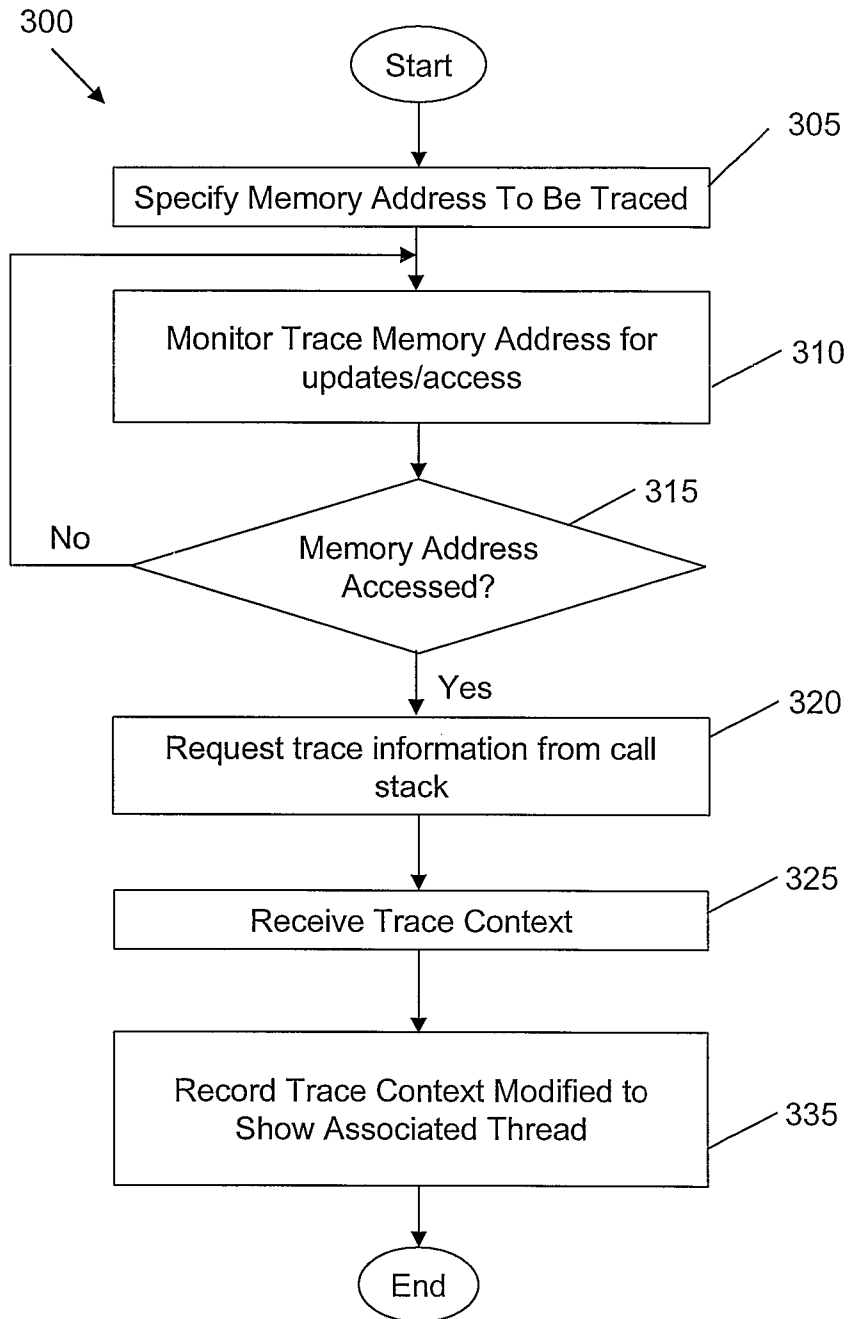 300
Start
305
Specify Memory Address To Be Traced
Monitor Trace Memory Address for
updates/access
310
315
No
Memory Address
Accessed?
Yes
320
Request trace information from call
stack
325
Receive Trace Context
Record Trace Context Modified to
Show Associated Thread
335
End